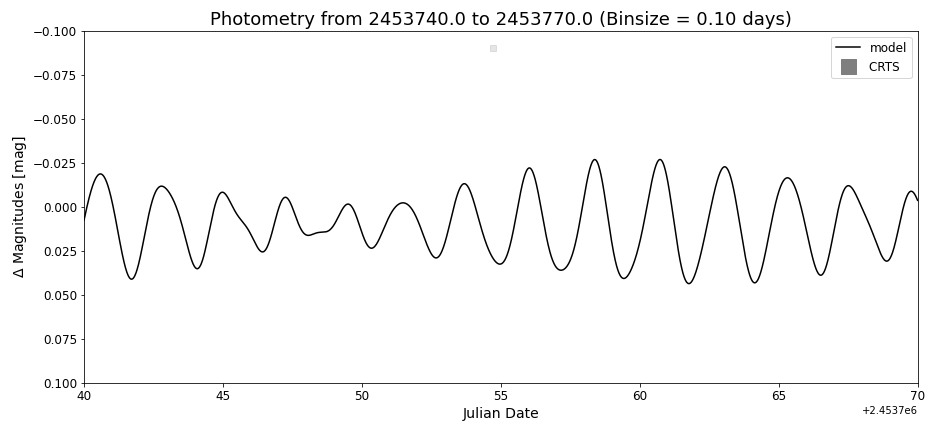 Photometry from 2453740.0 to 2453770.0 (Binsize = 0.10 days)
Δ Magnitudes [mag]
−0.100
−0.075
−0.050
−0.025
0.000
0.025
0.050
0.075
0.100
model
CRTS
40 45 50 55 60 65 70
Julian Date
+2.4537e6